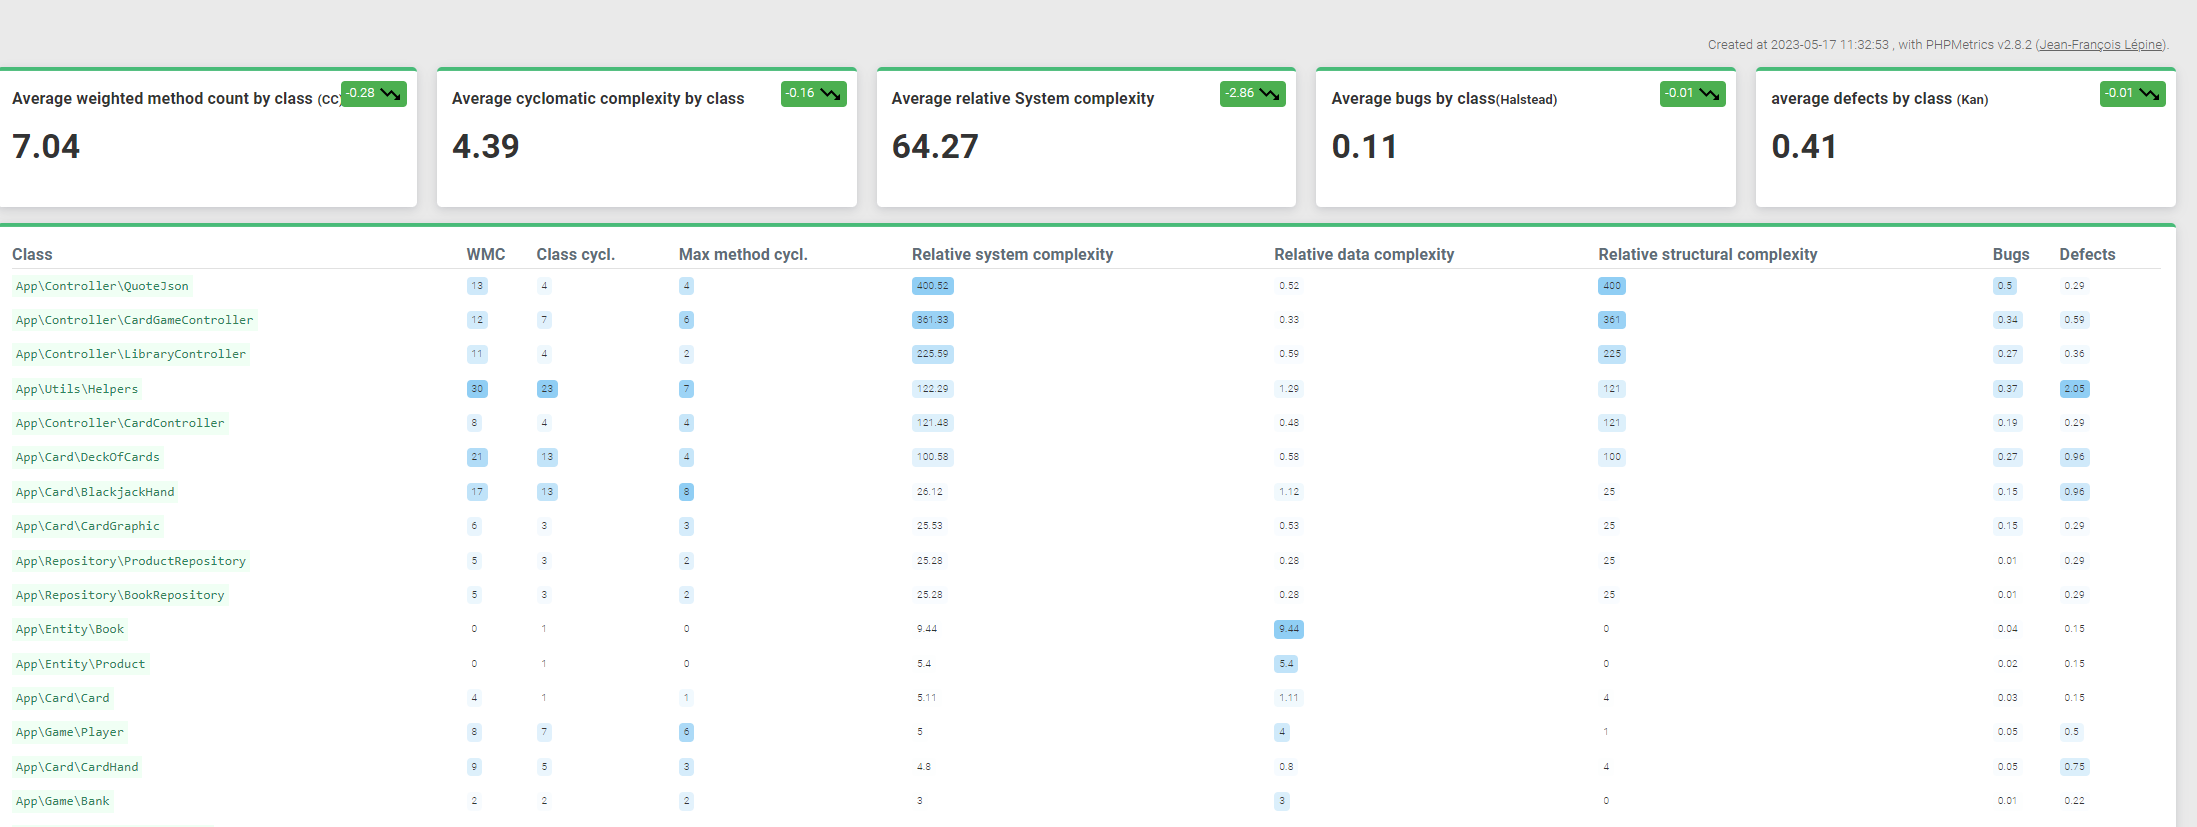 Created at 2023-05-17 11:32:53 , with PHPMetrics v2.8.2 (Jean-François Lépine).
Average weighted method count by class (CC) -0.28
7.04
Average cyclomatic complexity by class -0.16
4.39
Average relative System complexity -2.86
64.27
Average bugs by class(Halstead) -0.01
0.11
average defects by class (Kan) -0.01
0.41
Class WMC Class cycl. Max method cycl. Relative system complexity Relative data complexity Relative structural complexity Bugs Defects
App\Controller\QuoteJson 13 4 4 400.52 0.52 400 0.5 0.29
App\Controller\CardGameController 12 7 6 361.33 0.33 361 0.34 0.59
App\Controller\LibraryController 11 4 2 225.59 0.59 225 0.27 0.36
App\Utils\Helpers 30 23 7 122.29 1.29 121 0.37 2.05
App\Controller\CardController 8 4 4 121.48 0.48 121 0.19 0.29
App\Card\DeckOfCards 21 13 4 100.58 0.58 100 0.27 0.96
App\Card\BlackjackHand 17 13 8 26.12 1.12 25 0.15 0.96
App\Card\CardGraphic 6 3 3 25.53 0.53 25 0.15 0.29
App\Repository\ProductRepository 5 3 2 25.28 0.28 25 0.01 0.29
App\Repository\BookRepository 5 3 2 25.28 0.28 25 0.01 0.29
App\Entity\Book 0 1 0 9.44 9.44 0 0.04 0.15
App\Entity\Product 0 1 0 5.4 5.4 0 0.02 0.15
App\Card\Card 4 1 1 5.11 1.11 4 0.03 0.15
App\Game\Player 8 7 6 5 4 1 0.05 0.5
App\Card\CardHand 9 5 3 4.8 0.8 4 0.05 0.75
App\Game\Bank 2 2 2 3 3 0 0.01 0.22